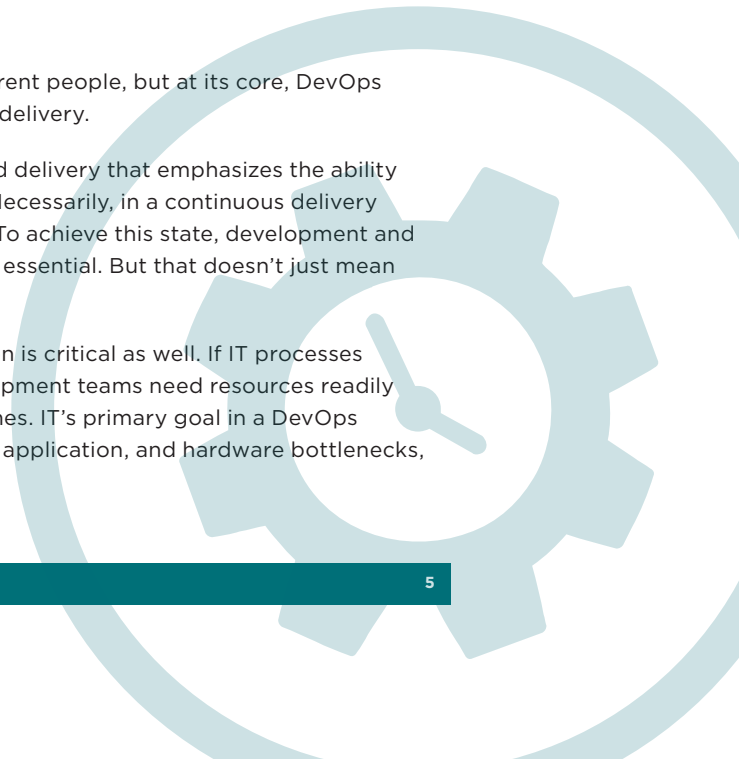 rent people, but at its core, DevOps
delivery.
d delivery that emphasizes the ability
Necessarily, in a continuous delivery
To achieve this state, development and
essential. But that doesn’t just mean
n is critical as well. If IT processes
pment teams need resources readily
nes. IT’s primary goal in a DevOps
application, and hardware bottlenecks,
5